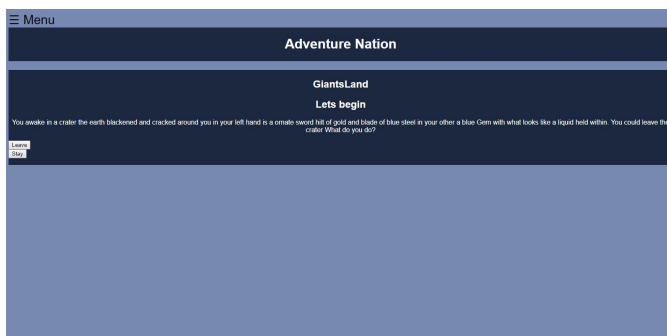 ☰ Menu
Adventure Nation
GiantsLand
Lets begin
You awake in a crater the earth blackened and cracked around you in your left hand is a ornate sword hilt of gold and blade of blue steel in your other a blue Gem with what looks like a liquid held within. You could leave the
crater What do you do?
Leave
Stay